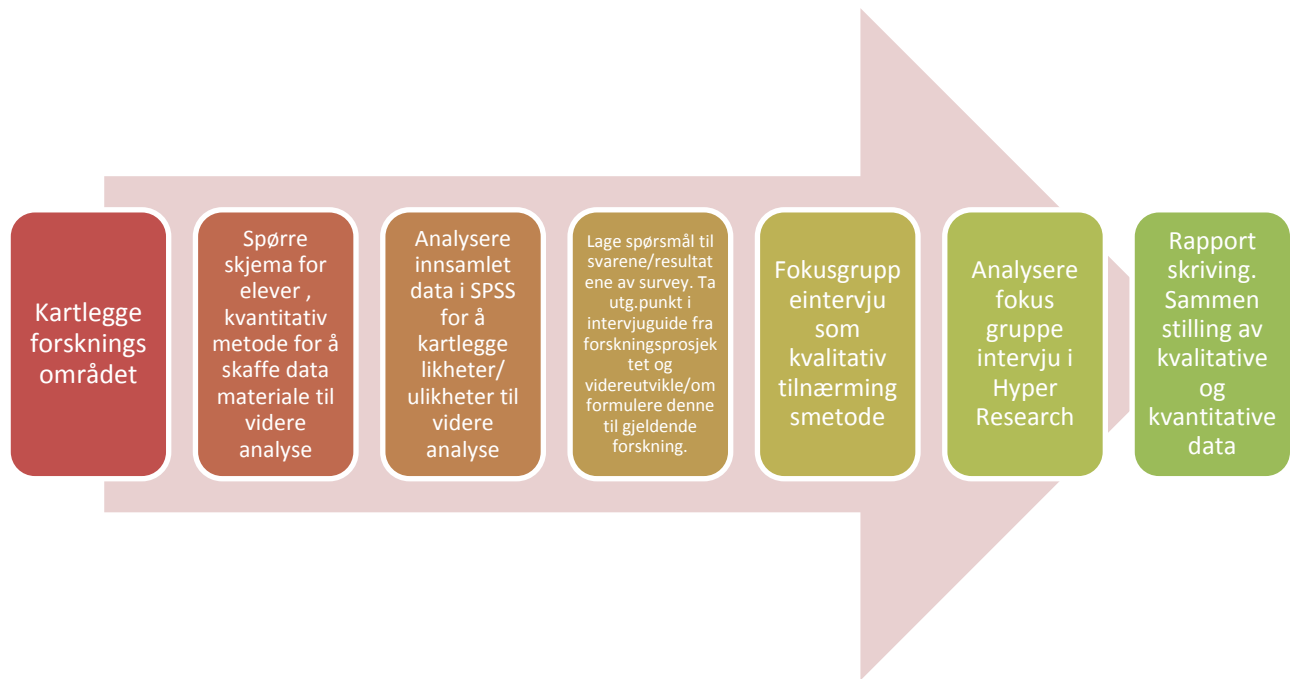 Kartlegge
forsknings
området
Spørre
skjema for
elever ,
kvantitativ
metode for å
skaffe data
materiale til
videre
analyse
Analysere
innsamlet
data i SPSS
for å
kartlegge
likheter/
ulikheter til
videre
analyse
Lage spørsmål til
svarene/resultat
ene av survey. Ta
utg.punkt i
intervjuguide fra
forskningsprosjek
tet og
videreutvikle/om
formulere denne
til gjeldende
forskning.
Fokusgrupp
eintervju
som
kvalitativ
tilnærming
smetode
Analysere
fokus
gruppe
intervju i
Hyper
Research
Rapport
skriving.
Sammen
stilling av
kvalitative
og
kvantitative
data